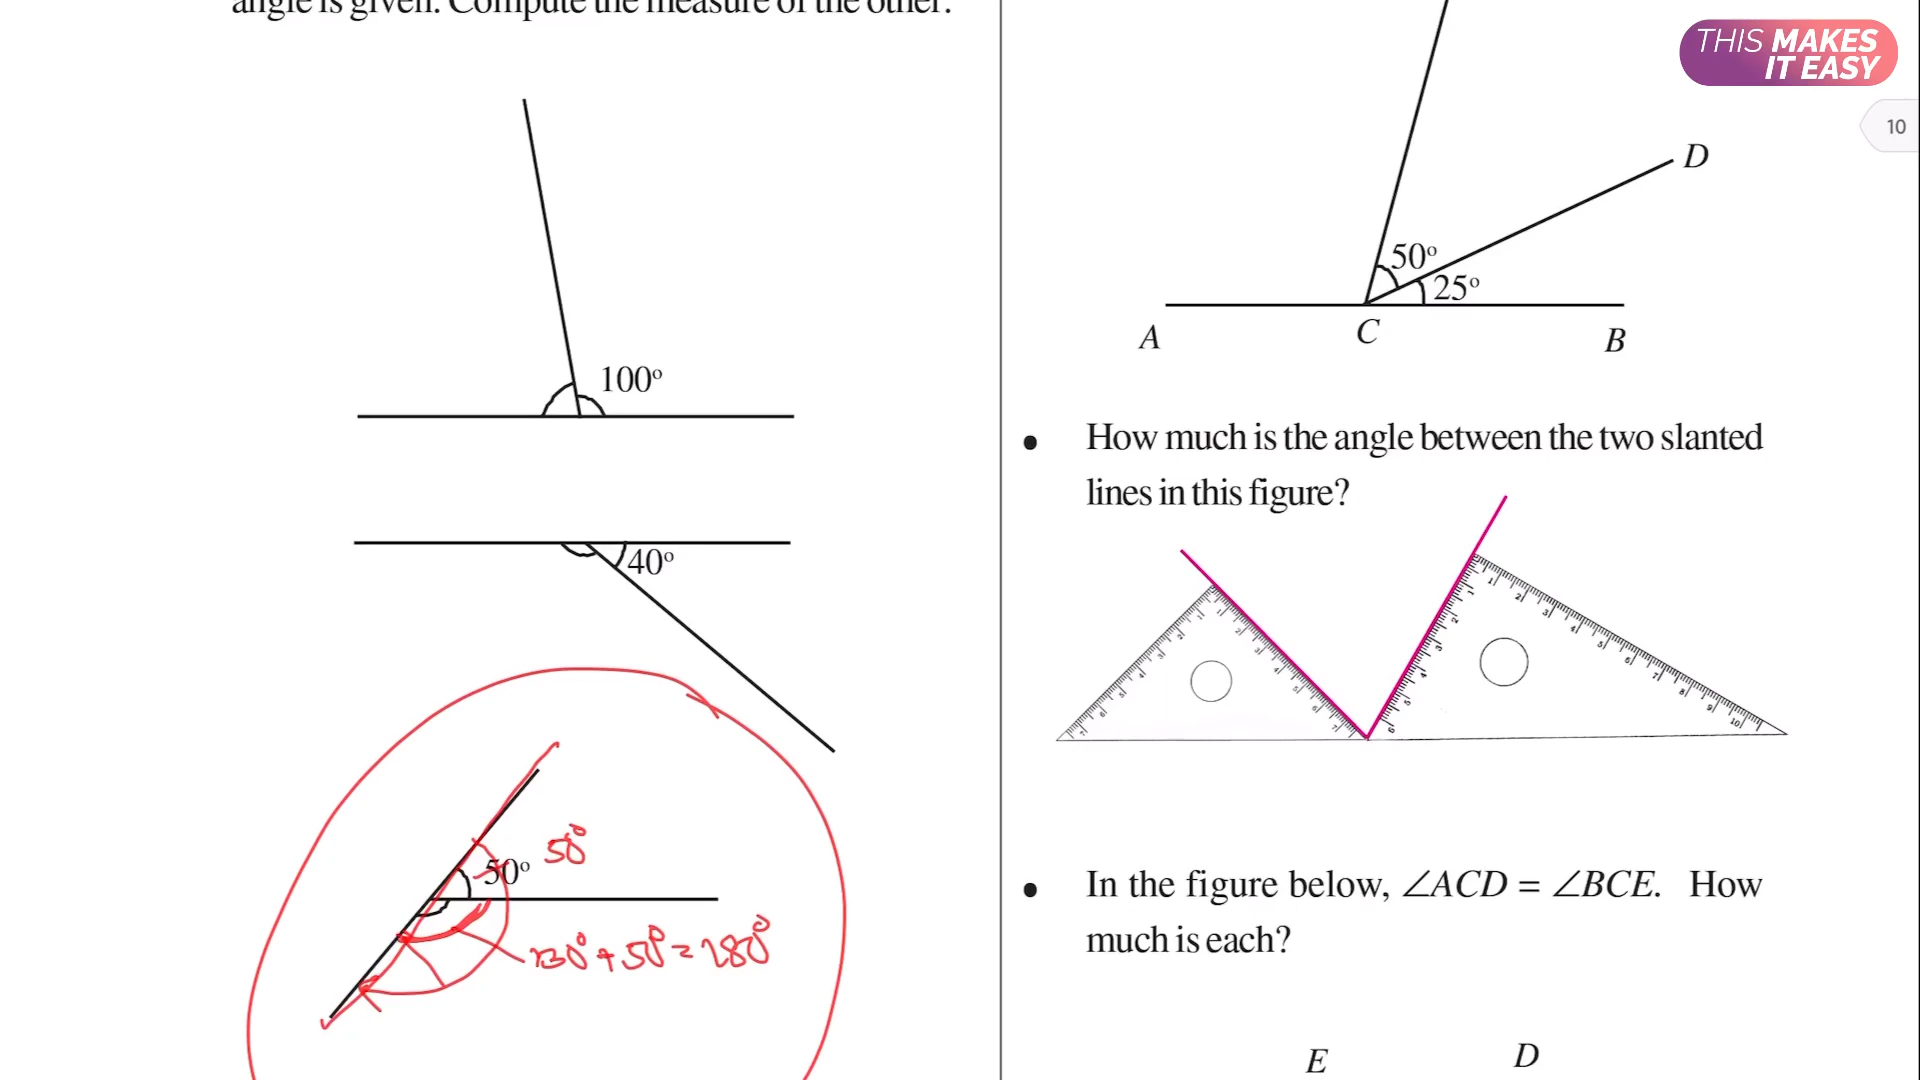 angle is given. Compute the measure of the other.
100°
40°
50°
50°
130° + 50° = 180°
THIS MAKES
IT EASY
10
D
50°
25°
A
C
B
• How much is the angle between the two slanted
lines in this figure?
• In the figure below, ∠ACD = ∠BCE. How
much is each?
E
D